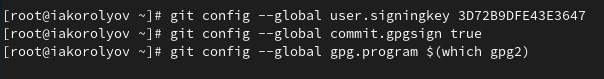 [root@iakorolyov ~]# git config --global user.signingkey 3D72B9DFE43E3647
[root@iakorolyov ~]# git config --global commit.gpgsign true
[root@iakorolyov ~]# git config --global gpg.program $(which gpg2)